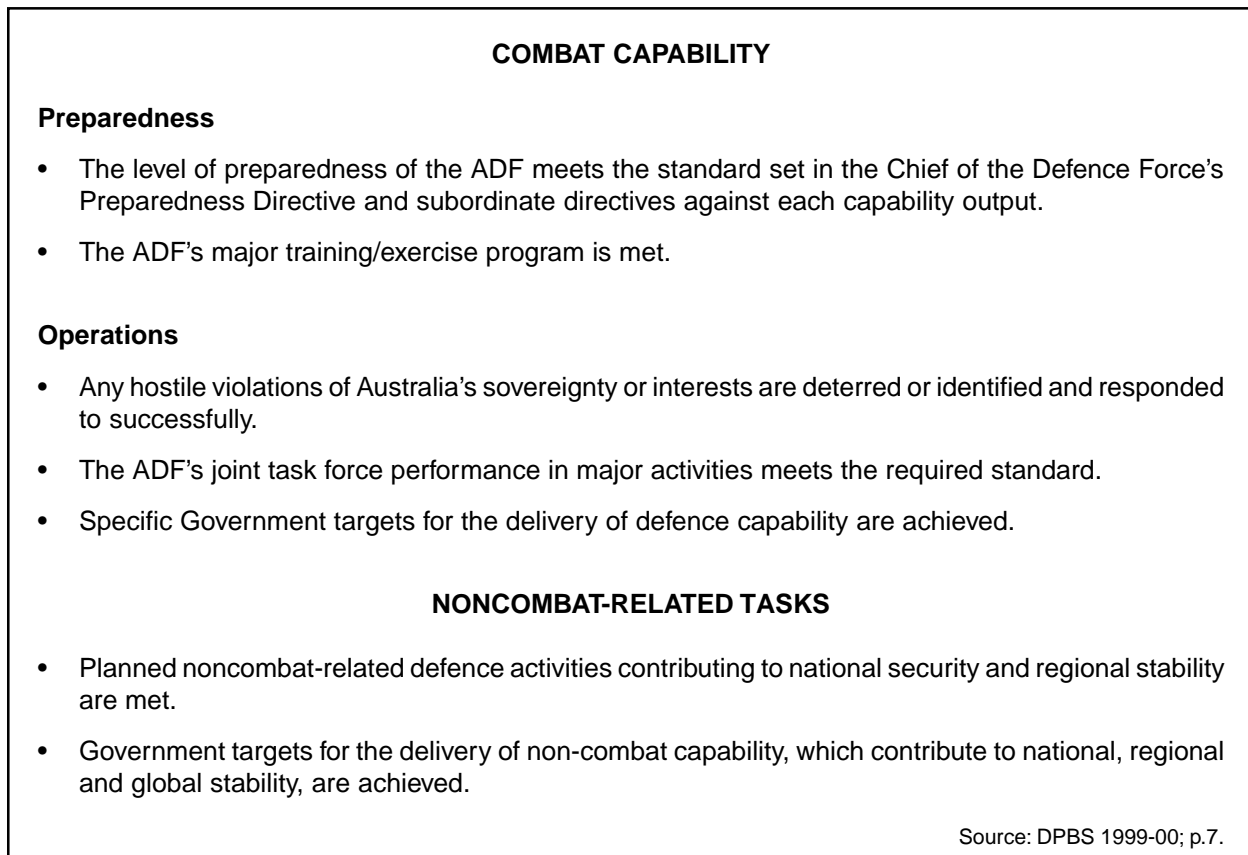 COMBAT CAPABILITY
Preparedness
• The level of preparedness of the ADF meets the standard set in the Chief of the Defence Force’s
Preparedness Directive and subordinate directives against each capability output.
• The ADF’s major training/exercise program is met.
Operations
• Any hostile violations of Australia’s sovereignty or interests are deterred or identified and responded
to successfully.
• The ADF’s joint task force performance in major activities meets the required standard.
• Specific Government targets for the delivery of defence capability are achieved.
NONCOMBAT-RELATED TASKS
• Planned noncombat-related defence activities contributing to national security and regional stability
are met.
• Government targets for the delivery of non-combat capability, which contribute to national, regional
and global stability, are achieved.
Source: DPBS 1999-00; p.7.